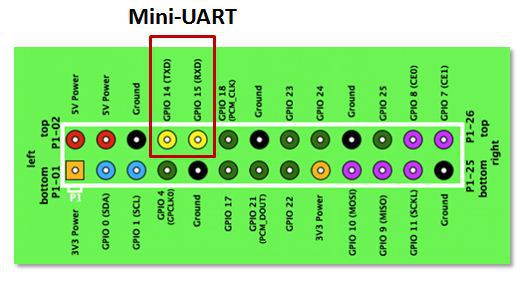 Mini-UART
5V Power
5V Power
Ground
GPIO 14 (TXD)
GPIO 15 (RXD)
GPIO 18
(PCM_CLK)
Ground
GPIO 23
GPIO 24
Ground
GPIO 25
GPIO 8 (CE0)
GPIO 7 (CE1)
left
top
P1-02
P1-26
top
right
bottom
P1-01
P1
P1-25
bottom
3V3 Power
GPIO 0 (SDA)
GPIO 1 (SCL)
GPIO 4
(GPCLK0)
Ground
GPIO 17
GPIO 21
(PCM_DOUT)
GPIO 22
3V3 Power
GPIO 10 (MOSI)
GPIO 9 (MISO)
GPIO 11 (SCKL)
Ground